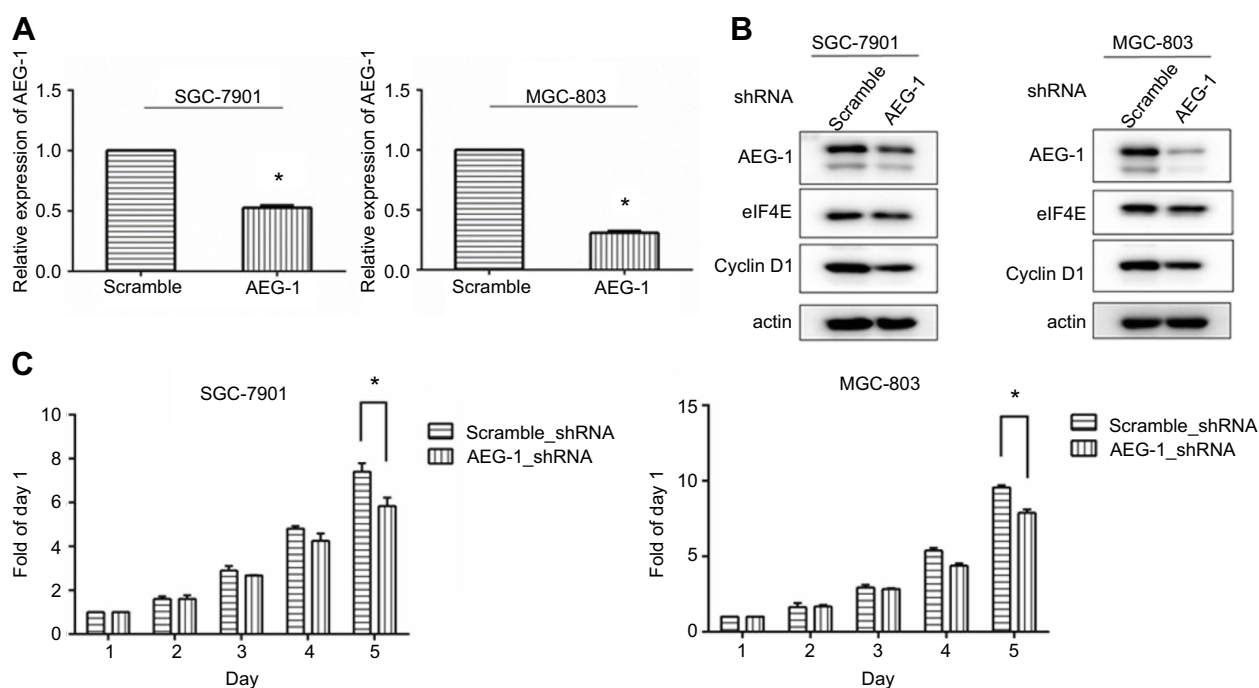 A
Relative expression of AEG-1
1.5
1.0
0.5
0.0
SGC-7901
*
Scramble
AEG-1
Relative expression of AEG-1
1.5
1.0
0.5
0.0
MGC-803
*
Scramble
AEG-1
B
SGC-7901
shRNA
Scramble
AEG-1
AEG-1
eIF4E
Cyclin D1
actin
MGC-803
shRNA
Scramble
AEG-1
AEG-1
eIF4E
Cyclin D1
actin
C
SGC-7901
Fold of day 1
10
8
6
4
2
0
*
Scramble_shRNA
AEG-1_shRNA
1 2 3 4 5
Day
MGC-803
Fold of day 1
15
10
5
0
*
Scramble_shRNA
AEG-1_shRNA
1 2 3 4 5
Day